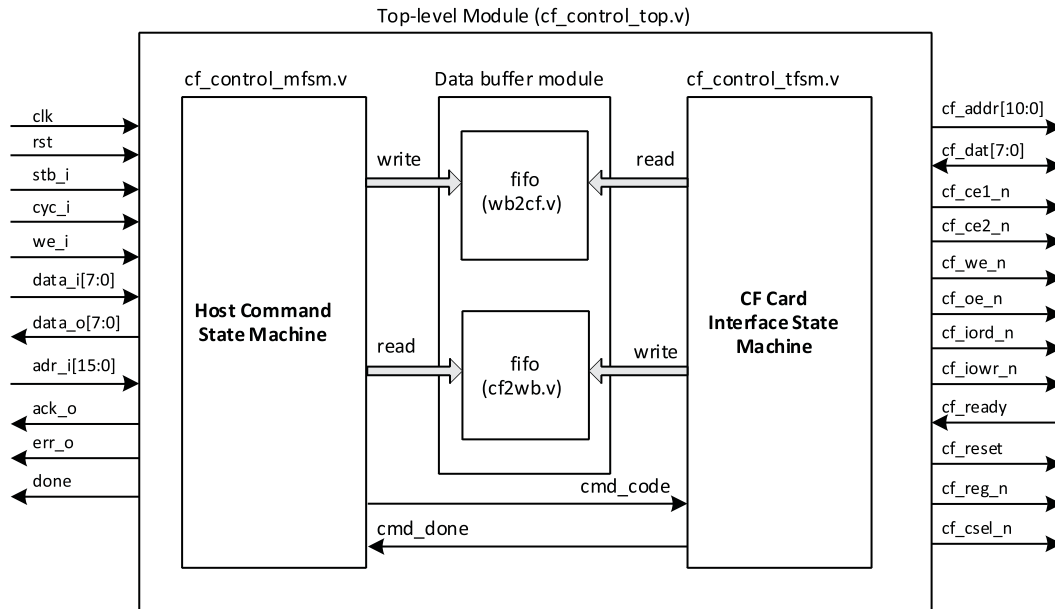 Top-level Module (cf_control_top.v)
cf_control_mfsm.v
Data buffer module
cf_control_tfsm.v
clk
rst
stb_i
cyc_i
we_i
data_i[7:0]
data_o[7:0]
adr_i[15:0]
ack_o
err_o
done
Host Command
State Machine
write
read
fifo
(wb2cf.v)
read
write
fifo
(cf2wb.v)
cmd_code
cmd_done
CF Card
Interface State
Machine
cf_addr[10:0]
cf_dat[7:0]
cf_ce1_n
cf_ce2_n
cf_we_n
cf_oe_n
cf_iord_n
cf_iowr_n
cf_ready
cf_reset
cf_reg_n
cf_csel_n